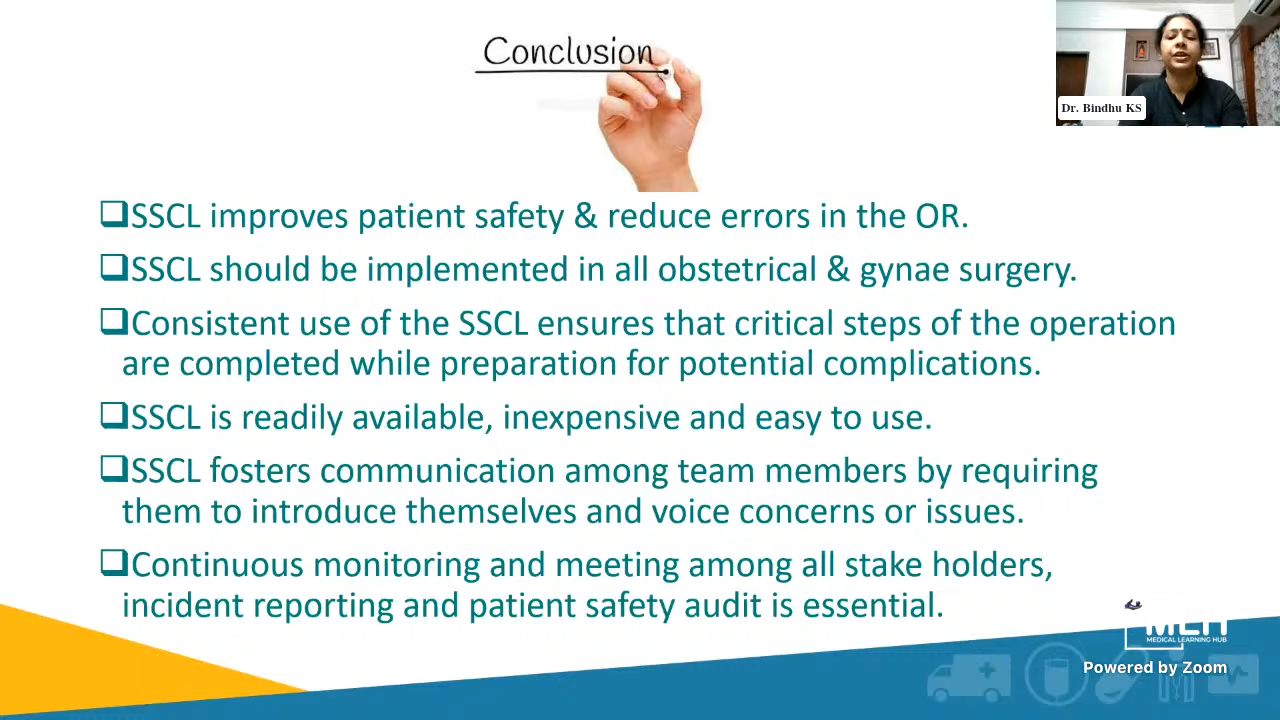 Conclusion
Dr. Bindhu KS
SSCL improves patient safety & reduce errors in the OR.
SSCL should be implemented in all obstetrical & gynae surgery.
Consistent use of the SSCL ensures that critical steps of the operation
are completed while preparation for potential complications.
SSCL is readily available, inexpensive and easy to use.
SSCL fosters communication among team members by requiring
them to introduce themselves and voice concerns or issues.
Continuous monitoring and meeting among all stake holders,
incident reporting and patient safety audit is essential.
MEDICAL LEARNING HUB
Powered by Zoom